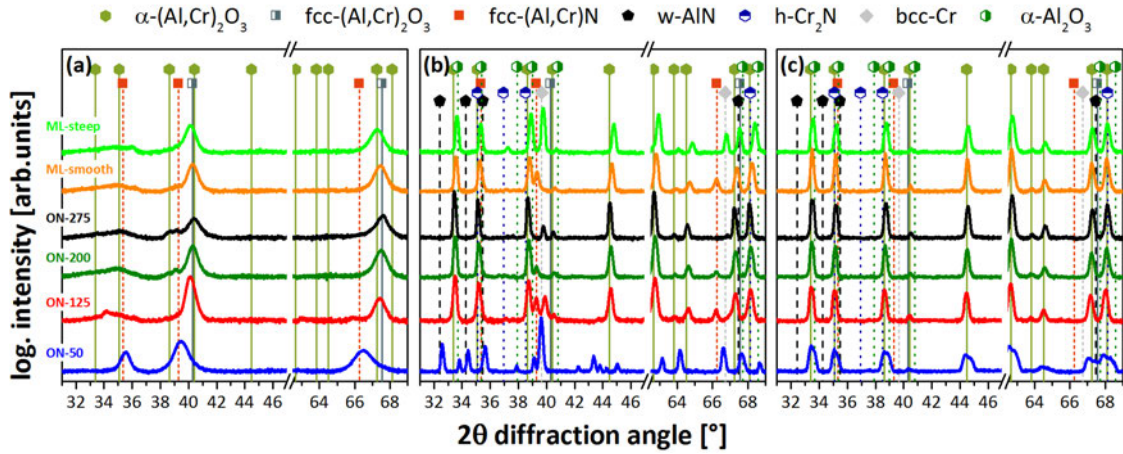 α-(Al,Cr)₂O₃ fcc-(Al,Cr)₂O₃ fcc-(Al,Cr)N w-AlN h-Cr₂N bcc-Cr α-Al₂O₃
(a) (b) (c)
ML-steep
ML-smooth
ON-275
ON-200
ON-125
ON-50
log. intensity [arb.units]
32 34 36 38 40 42 44 46 64 66 68 32 34 36 38 40 42 44 46 64 66 68 32 34 36 38 40 42 44 46 64 66 68
2θ diffraction angle [°]